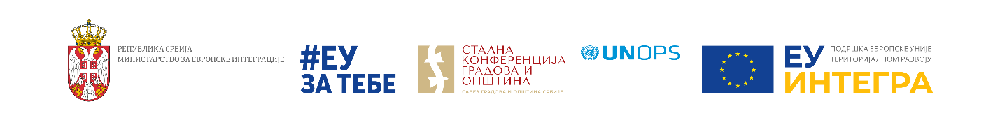 РЕПУБЛИКА СРБИЈА
МИНИСТАРСТВО ЗА ЕВРОПСКЕ ИНТЕГРАЦИЈЕ
#ЕУ
ЗА ТЕБЕ
СТАЛНА
КОНФЕРЕНЦИЈА
ГРАДОВА И
ОПШТИНА
САВЕЗ ГРАДОВА И ОПШТИНА СРБИЈЕ
UNOPS
ЕУ
ПОДРШКА ЕВРОПСКЕ УНИЈЕ
ТЕРИТОРИЈАЛНОМ РАЗВОЈУ
ИНТЕГРА